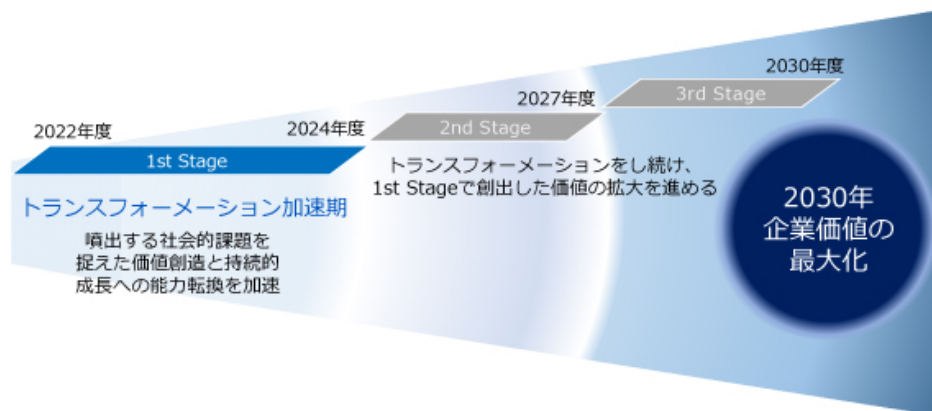 2022年度
2024年度
2027年度
2030年度
1st Stage
2nd Stage
3rd Stage
トランスフォーメーション加速期
噴出する社会的課題を
捉えた価値創造と持続的
成長への能力転換を加速
トランスフォーメーションをし続け、
1st Stageで創出した価値の拡大を進める
2030年
企業価値の
最大化